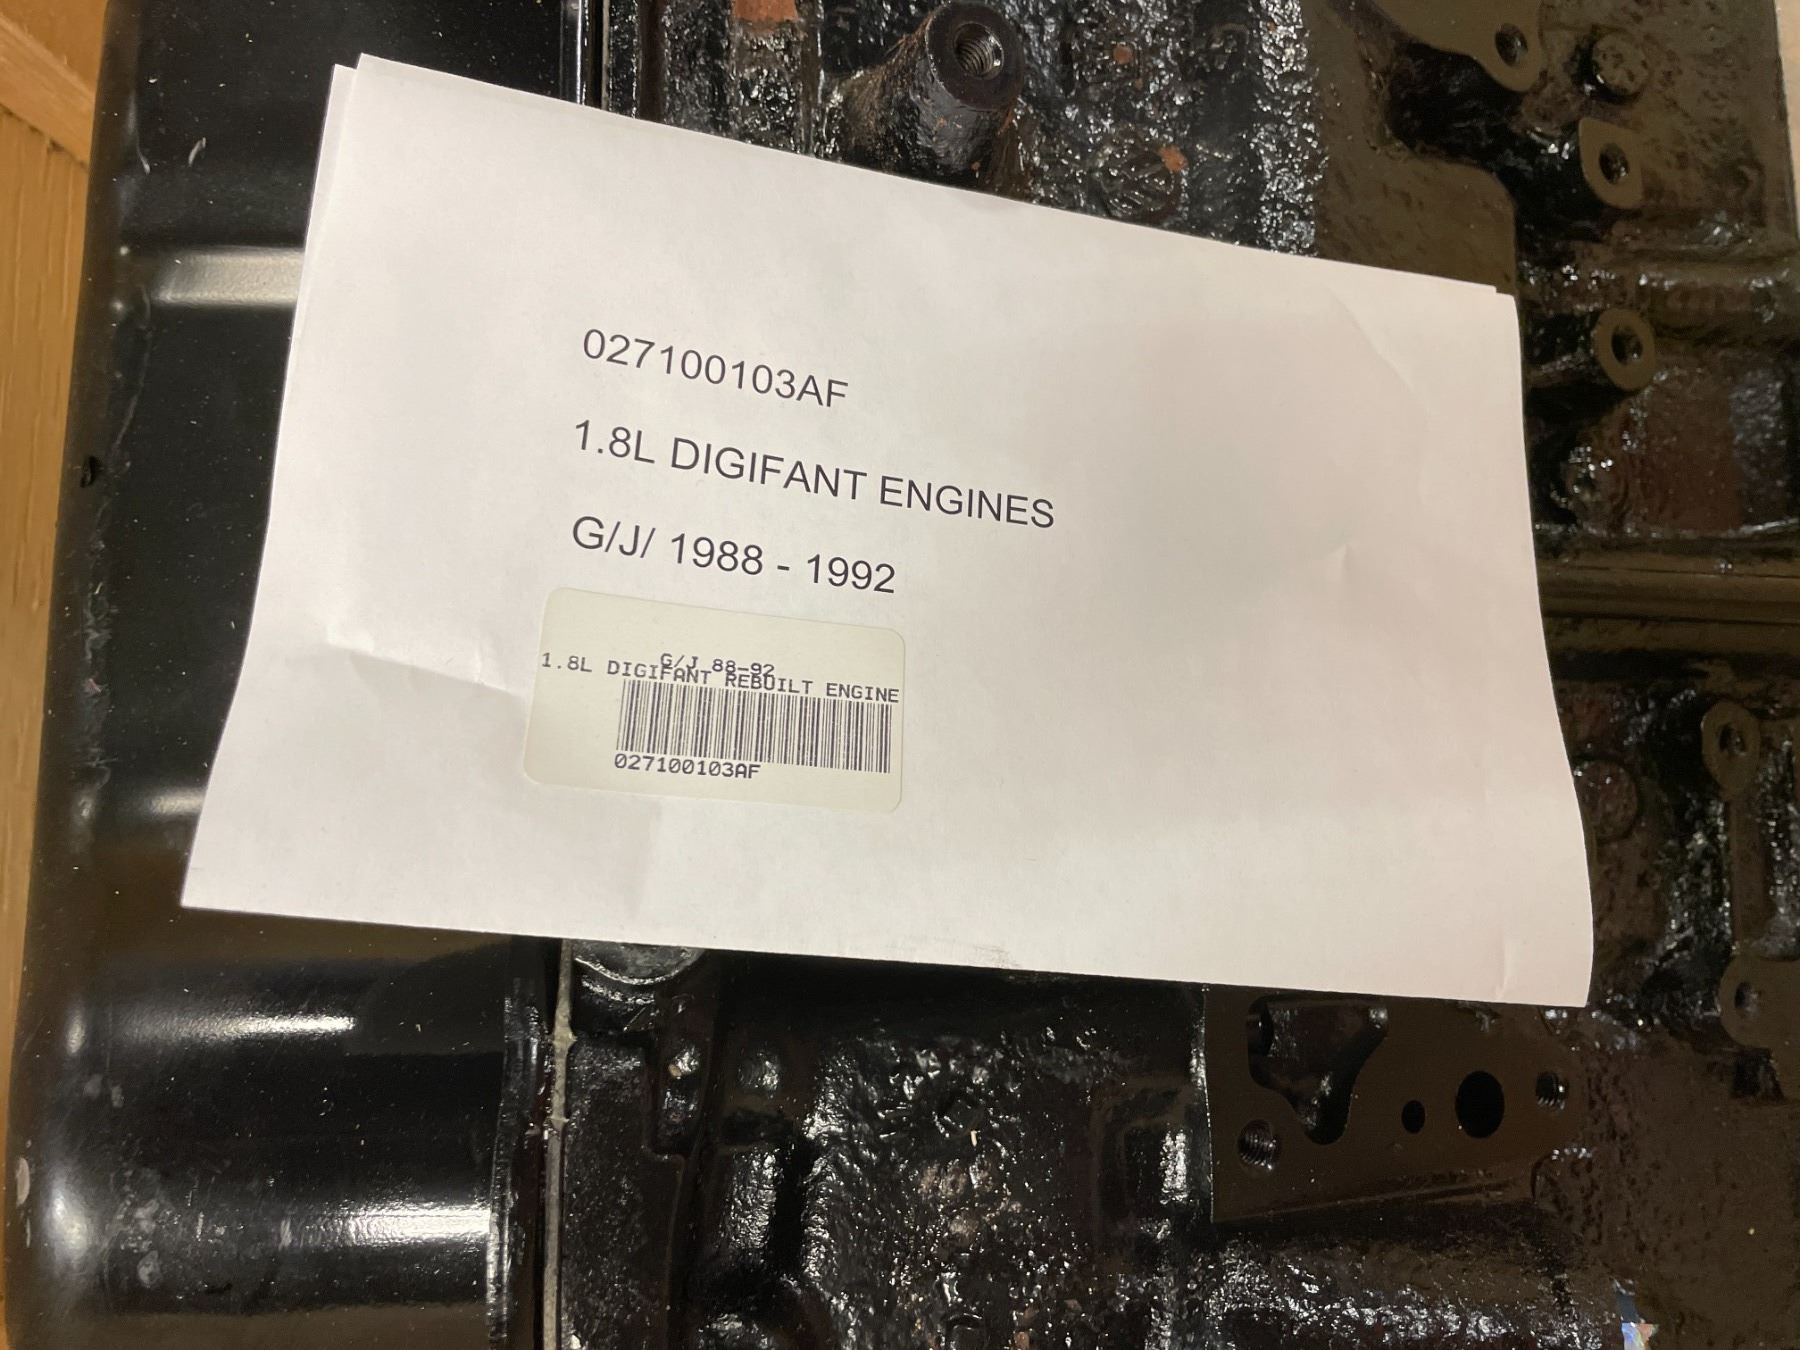 027100103AF
1.8L DIGIFANT ENGINES
G/J/ 1988 - 1992
G/J 88-92
1.8L DIGIFANT REBUILT ENGINE
027100103AF